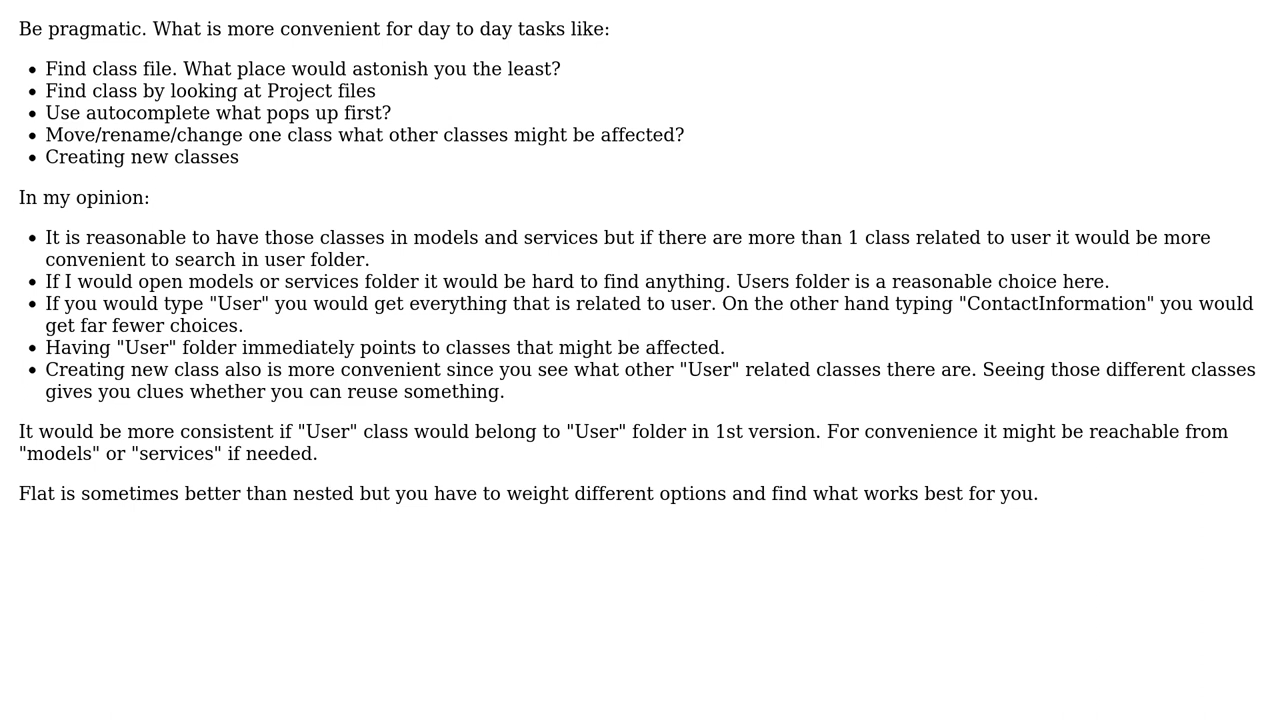 Be pragmatic. What is more convenient for day to day tasks like:
• Find class file. What place would astonish you the least?
• Find class by looking at Project files
• Use autocomplete what pops up first?
• Move/rename/change one class what other classes might be affected?
• Creating new classes
In my opinion:
• It is reasonable to have those classes in models and services but if there are more than 1 class related to user it would be more
convenient to search in user folder.
• If I would open models or services folder it would be hard to find anything. Users folder is a reasonable choice here.
• If you would type "User" you would get everything that is related to user. On the other hand typing "ContactInformation" you would
get far fewer choices.
• Having "User" folder immediately points to classes that might be affected.
• Creating new class also is more convenient since you see what other "User" related classes there are. Seeing those different classes
gives you clues whether you can reuse something.
It would be more consistent if "User" class would belong to "User" folder in 1st version. For convenience it might be reachable from
"models" or "services" if needed.
Flat is sometimes better than nested but you have to weight different options and find what works best for you.